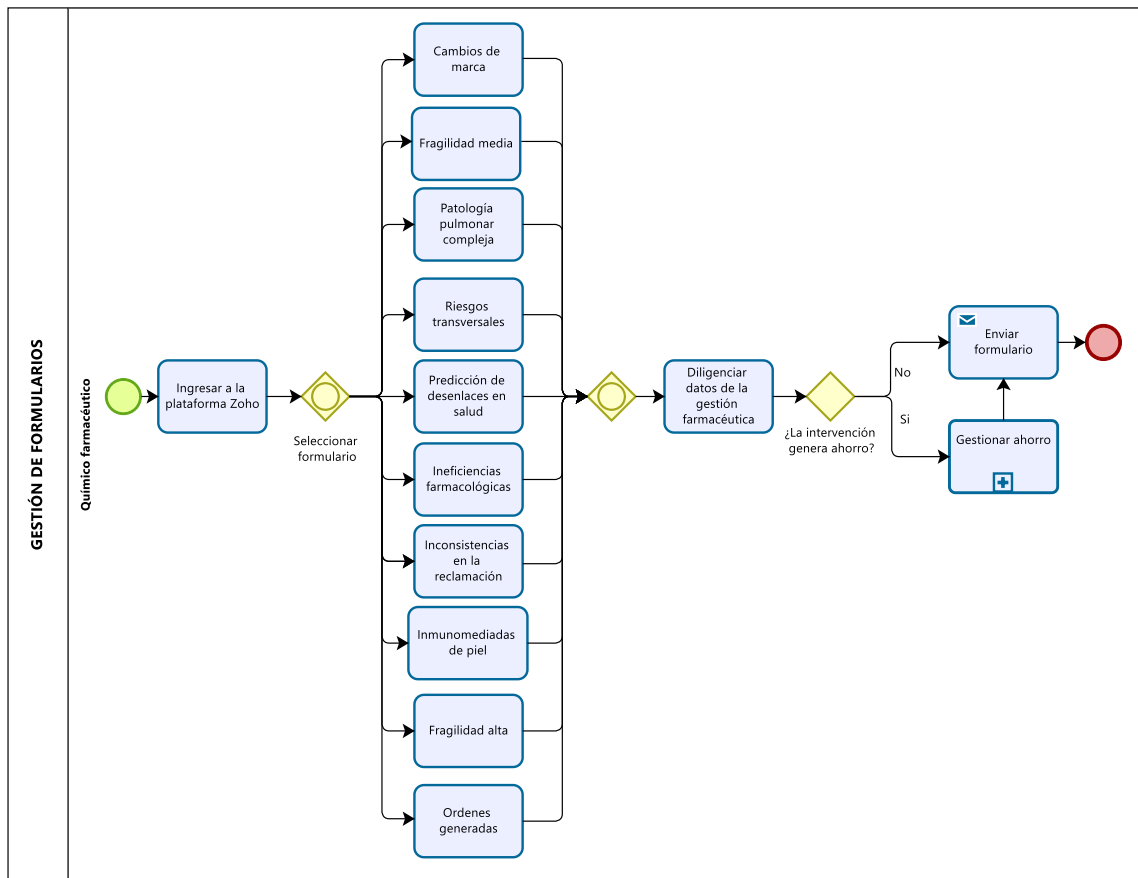 GESTIÓN DE FORMULARIOS
Químico farmacéutico
Ingresar a la
plataforma Zoho
Seleccionar
formulario
Cambios de
marca
Fragilidad media
Patología
pulmonar
compleja
Riesgos
transversales
Predicción de
desenlaces en
salud
Ineficiencias
farmacológicas
Inconsistencias
en la
reclamación
Inmunomediadas
de piel
Fragilidad alta
Ordenes
generadas
Diligenciar
datos de la
gestión
farmacéutica
¿La intervención
genera ahorro?
No
Si
Enviar
formulario
Gestionar ahorro